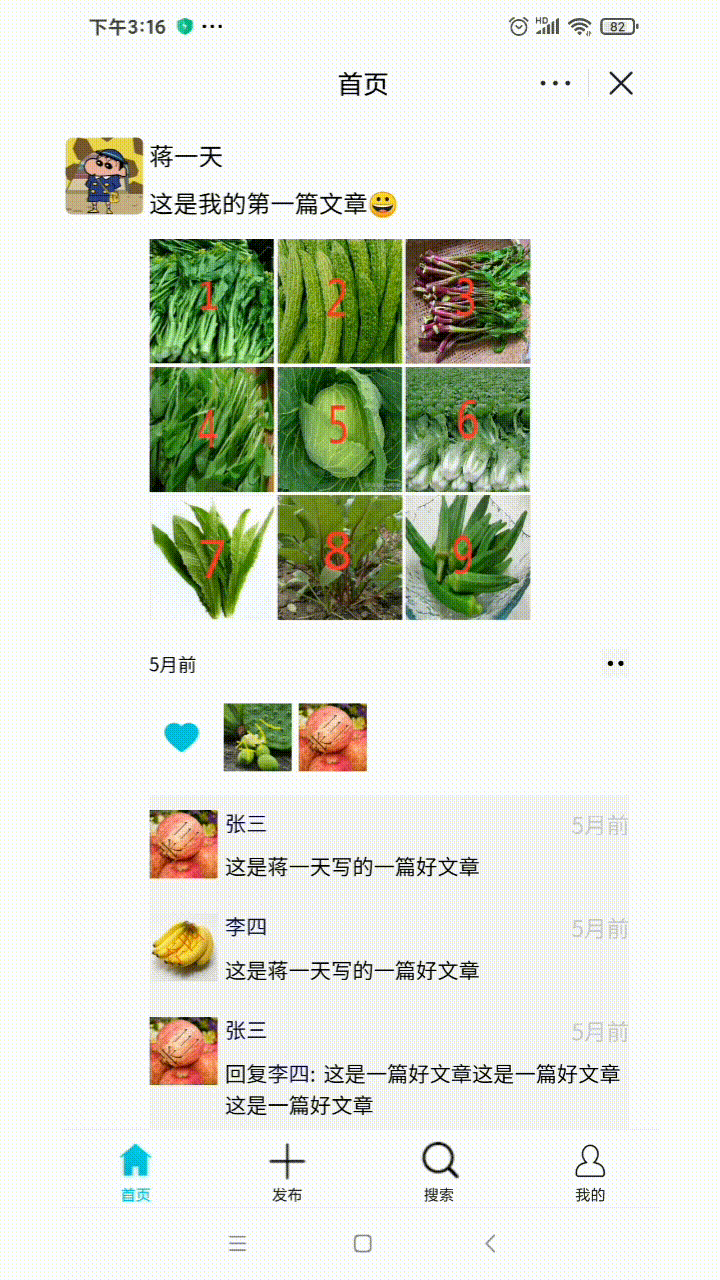 下午3:16
HD
82
首页
蒋一天
这是我的第一篇文章😀
1
2
3
4
5
6
7
8
9
5月前
张三
5月前
这是蒋一天写的一篇好文章
李四
5月前
这是蒋一天写的一篇好文章
张三
5月前
回复李四: 这是一篇好文章这是一篇好文章
这是一篇好文章
首页
发布
搜索
我的